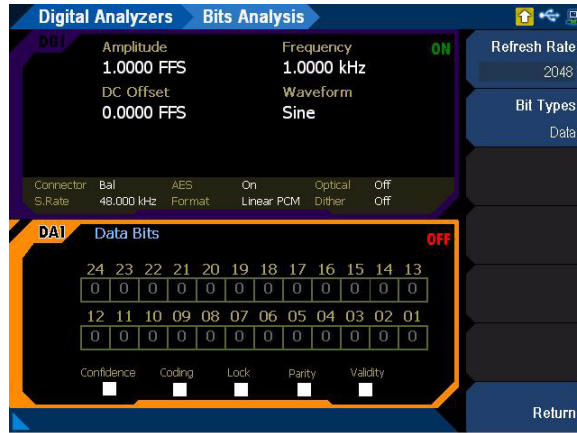 Digital Analyzers Bits Analysis
DG1
ON
Amplitude Frequency
1.0000 FFS 1.0000 kHz
DC Offset Waveform
0.0000 FFS Sine
Connector Bal AES On Optical Off
S.Rate 48.000 kHz Format Linear PCM Dither Off
DA1 Data Bits
OFF
24 23 22 21 20 19 18 17 16 15 14 13
0 0 0 0 0 0 0 0 0 0 0 0
12 11 10 09 08 07 06 05 04 03 02 01
0 0 0 0 0 0 0 0 0 0 0 0
Confidence Coding Lock Parity Validity
Refresh Rate
2048
Bit Types
Data
Return